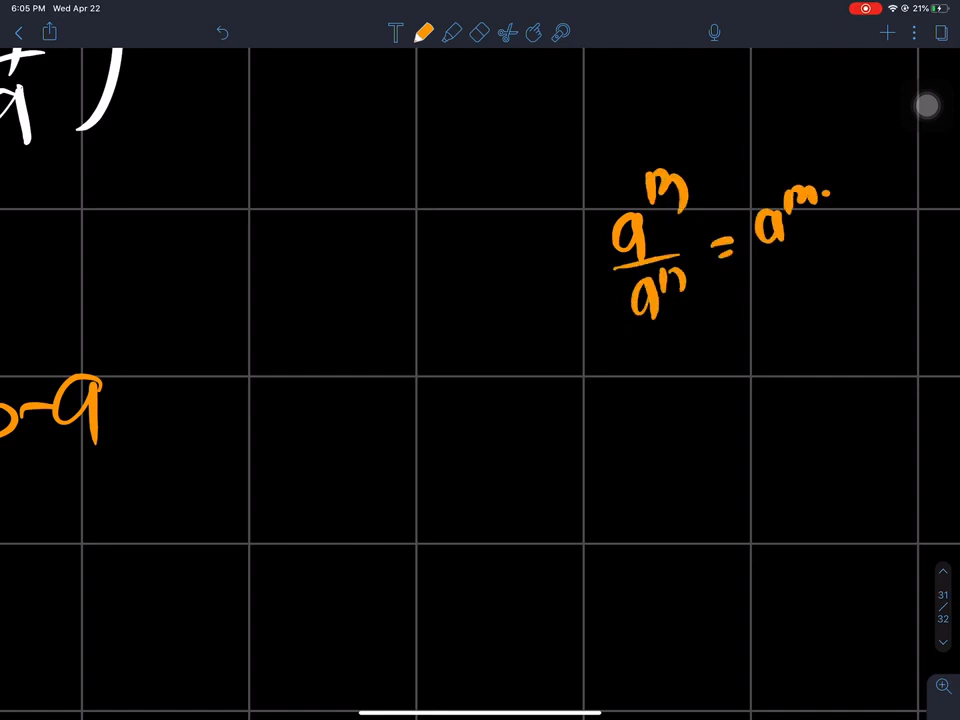 6:05 PM Wed Apr 22
21%
T
a
)
a^m / a^n = a^m-
-a
31
/
32